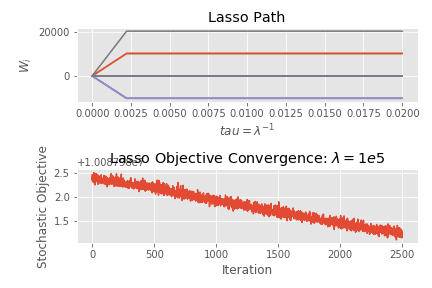 Lasso Path
20000
0
W_i
0.0000 0.0025 0.0050 0.0075 0.0100 0.0125 0.0150 0.0175 0.0200
tau = λ⁻¹
Lasso Objective Convergence: λ = 1e5
2.5
2.0
1.5
Stochastic Objective
0 500 1000 1500 2000 2500
Iteration